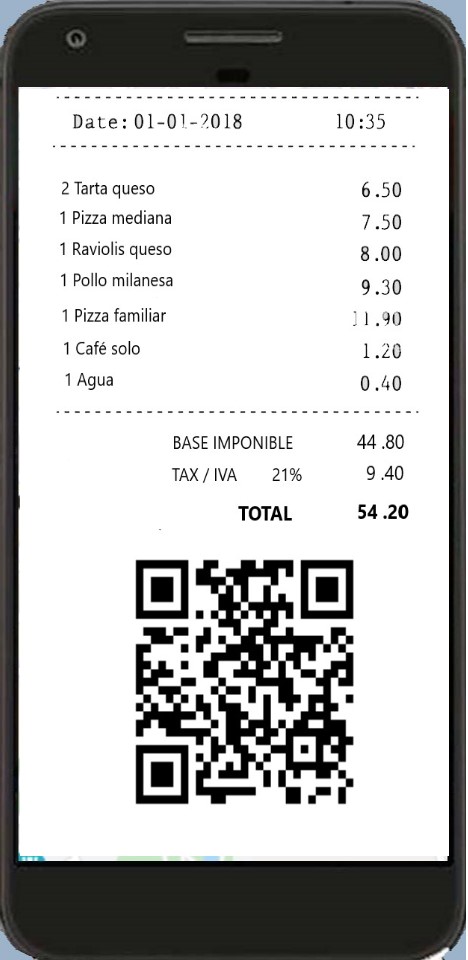 Date: 01-01-2018 10:35
2 Tarta queso 6.50
1 Pizza mediana 7.50
1 Raviolis queso 8.00
1 Pollo milanesa 9.30
1 Pizza familiar 11.90
1 Café solo 1.20
1 Agua 0.40
BASE IMPONIBLE 44 .80
TAX / IVA 21% 9 .40
TOTAL 54 .20